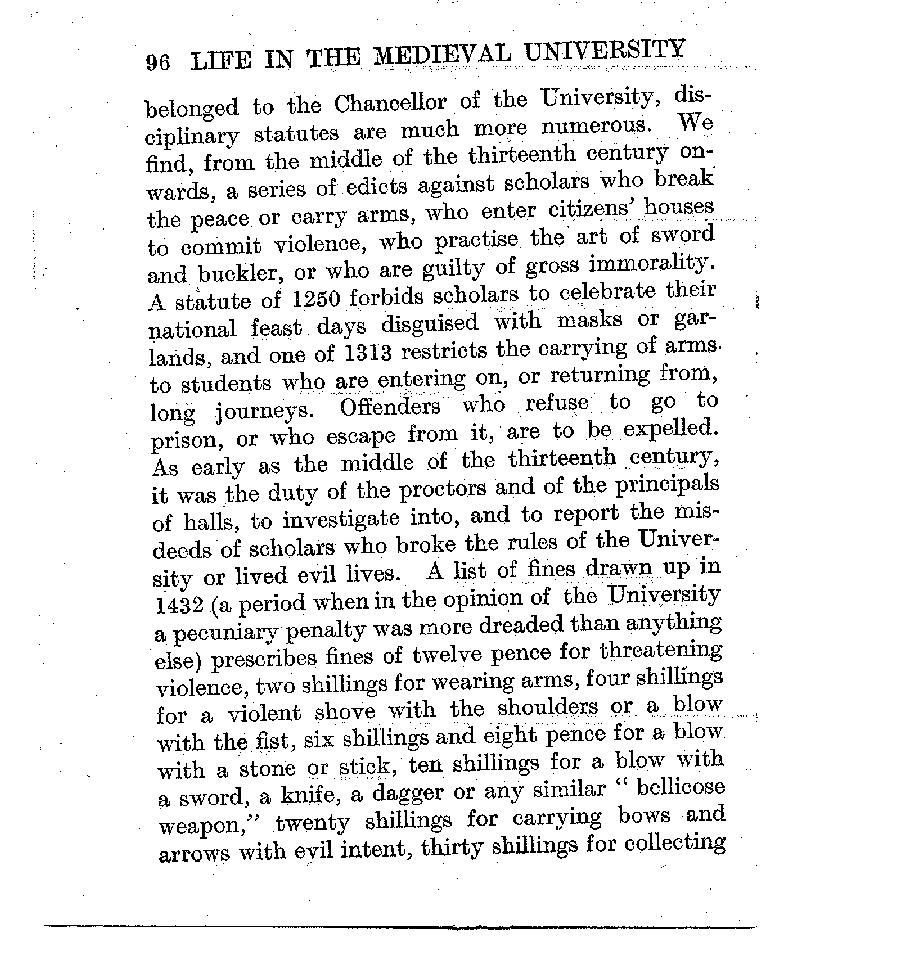 96 LIFE IN THE MEDIEVAL UNIVERSITY
belonged to the Chancellor of the University, dis-
ciplinary statutes are much more numerous. We
find, from the middle of the thirteenth century on-
wards, a series of edicts against scholars who break
the peace or carry arms, who enter citizens' houses
to commit violence, who practise the art of sword
and buckler, or who are guilty of gross immorality.
A statute of 1250 forbids scholars to celebrate their
national feast days disguised with masks or gar-
lands, and one of 1313 restricts the carrying of arms
to students who are entering on, or returning from,
long journeys. Offenders who refuse to go to
prison, or who escape from it, are to be expelled.
As early as the middle of the thirteenth century,
it was the duty of the proctors and of the principals
of halls, to investigate into, and to report the mis-
deeds of scholars who broke the rules of the Univer-
sity or lived evil lives. A list of fines drawn up in
1432 (a period when in the opinion of the University
a pecuniary penalty was more dreaded than anything
else) prescribes fines of twelve pence for threatening
violence, two shillings for wearing arms, four shillings
for a violent shove with the shoulders or a blow
with the fist, six shillings and eight pence for a blow
with a stone or stick, ten shillings for a blow with
a sword, a knife, a dagger or any similar " bellicose
weapon," twenty shillings for carrying bows and
arrows with evil intent, thirty shillings for collecting